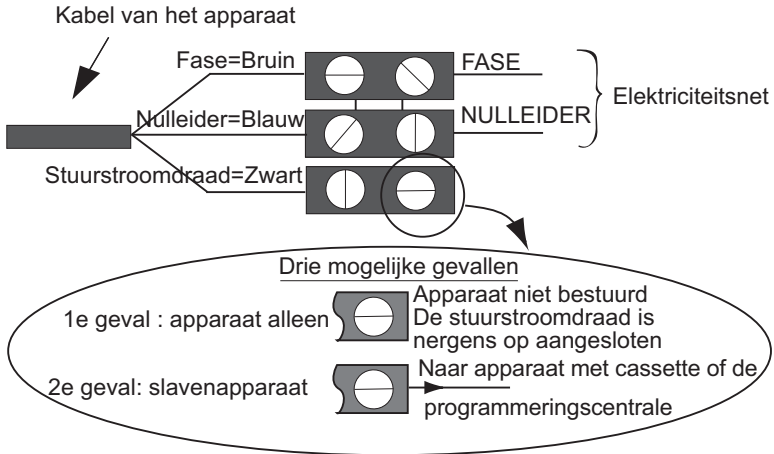 Kabel van het apparaat
Fase=Bruin
FASE
Elektriciteitsnet
Nulleider=Blauw
NULLEIDER
Stuurstroomdraad=Zwart
Drie mogelijke gevallen
1e geval : apparaat alleen
Apparaat niet bestuurd
De stuurstroomdraad is
nergens op aangesloten
2e geval: slavenapparaat
Naar apparaat met cassette of de
programmeringscentrale